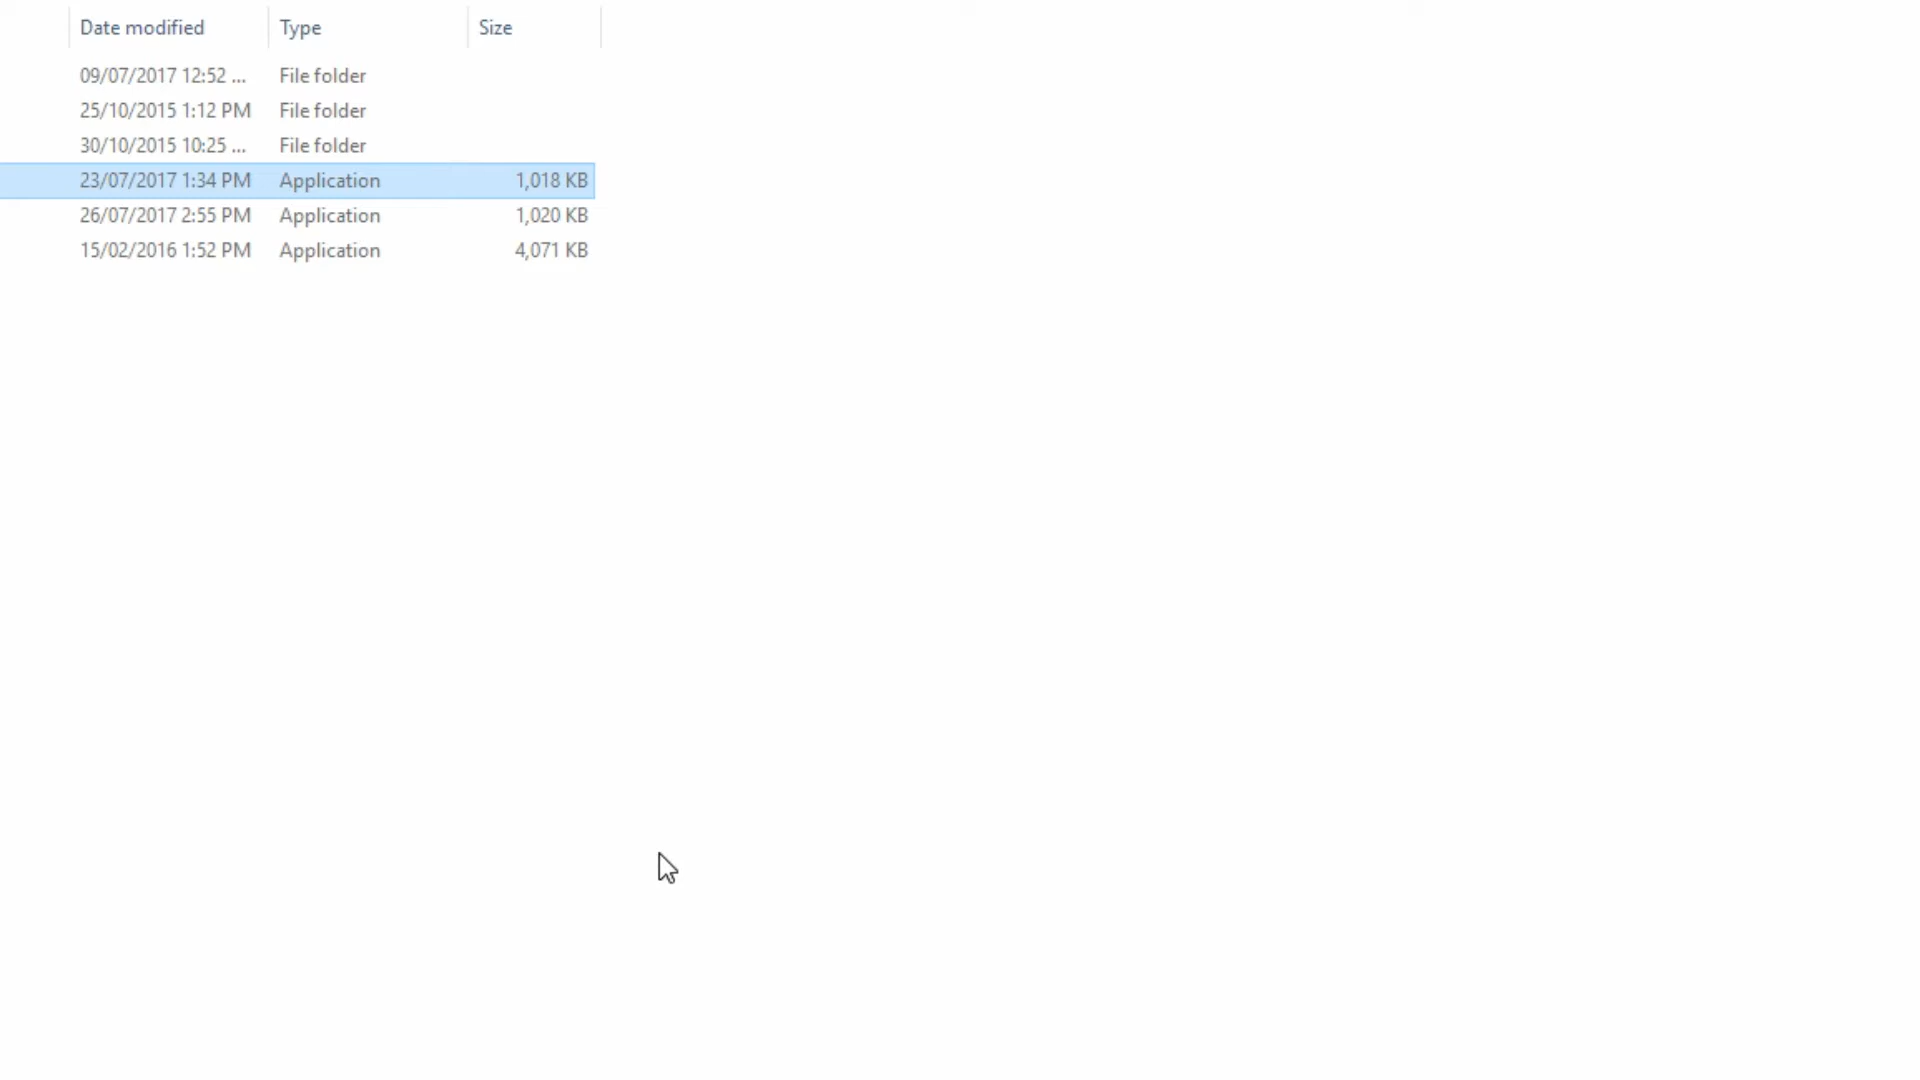 Date modified Type Size
09/07/2017 12:52 ... File folder
25/10/2015 1:12 PM File folder
30/10/2015 10:25 ... File folder
23/07/2017 1:34 PM Application 1,018 KB
26/07/2017 2:55 PM Application 1,020 KB
15/02/2016 1:52 PM Application 4,071 KB